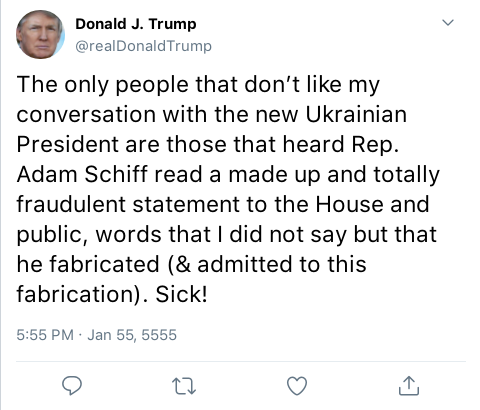 Donald J. Trump
@realDonaldTrump
The only people that don’t like my
conversation with the new Ukrainian
President are those that heard Rep.
Adam Schiff read a made up and totally
fraudulent statement to the House and
public, words that I did not say but that
he fabricated (& admitted to this
fabrication). Sick!
5:55 PM · Jan 55, 5555